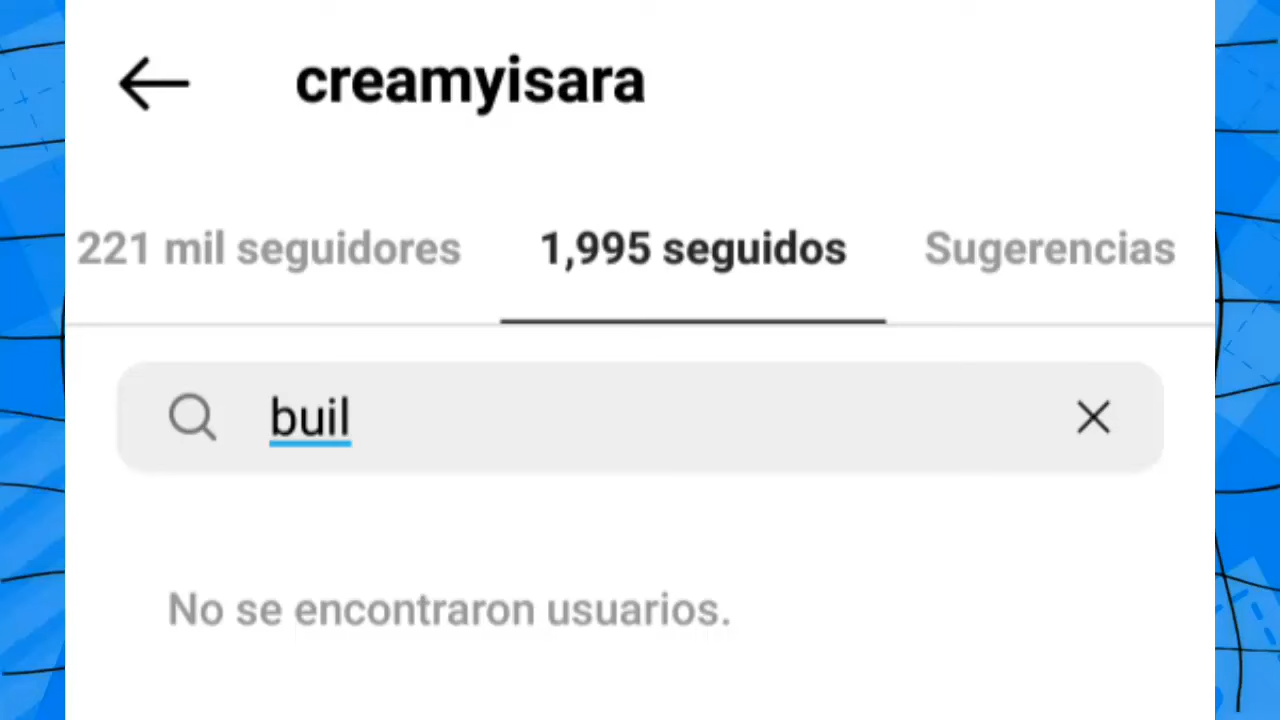 creamyisara
221 mil seguidores 1,995 seguidos Sugerencias
buil
No se encontraron usuarios.